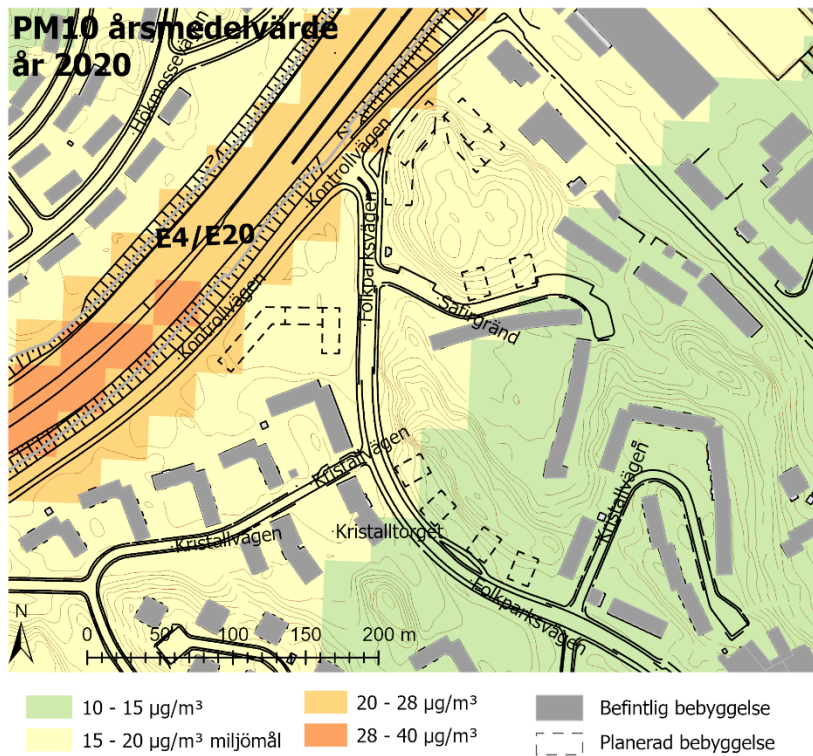 PM10 årsmedelvärde
år 2020
Hökmossevägen
Kontrollvägen
E4/E20
Folkparksvägen
Kontrollvägen
Safirgränd
Kristallvägen
Kristallvägen
Kristallvägen
Kristalltorget
Folkparksvägen
N
0 50 100 200 m
10 - 15 µg/m³
20 - 28 µg/m³
Befintlig bebyggelse
15 - 20 µg/m³ miljömål
28 - 40 µg/m³
Planerad bebyggelse